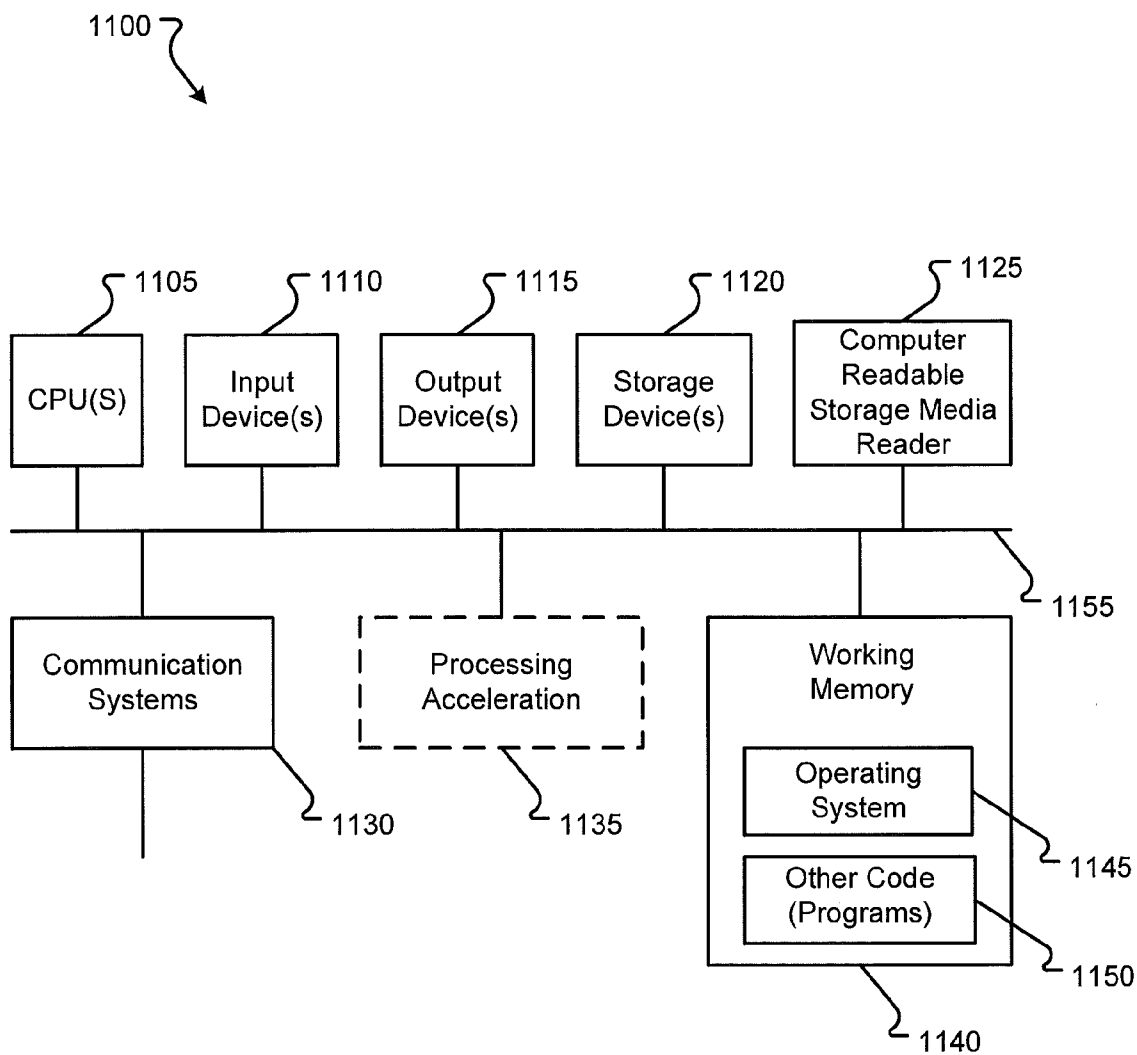 1100
1105
1110
1115
1120
1125
CPU(S)
Input
Device(s)
Output
Device(s)
Storage
Device(s)
Computer
Readable
Storage Media
Reader
1155
Communication
Systems
Processing
Acceleration
Working
Memory
Operating
System
Other Code
(Programs)
1130
1135
1145
1150
1140